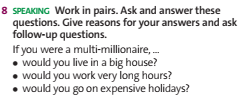 8 SPEAKING Work in pairs. Ask and answer these
questions. Give reasons for your answers and ask
follow-up questions.
If you were a multi-millionaire, ...
• would you live in a big house?
• would you work very long hours?
• would you go on expensive holidays?